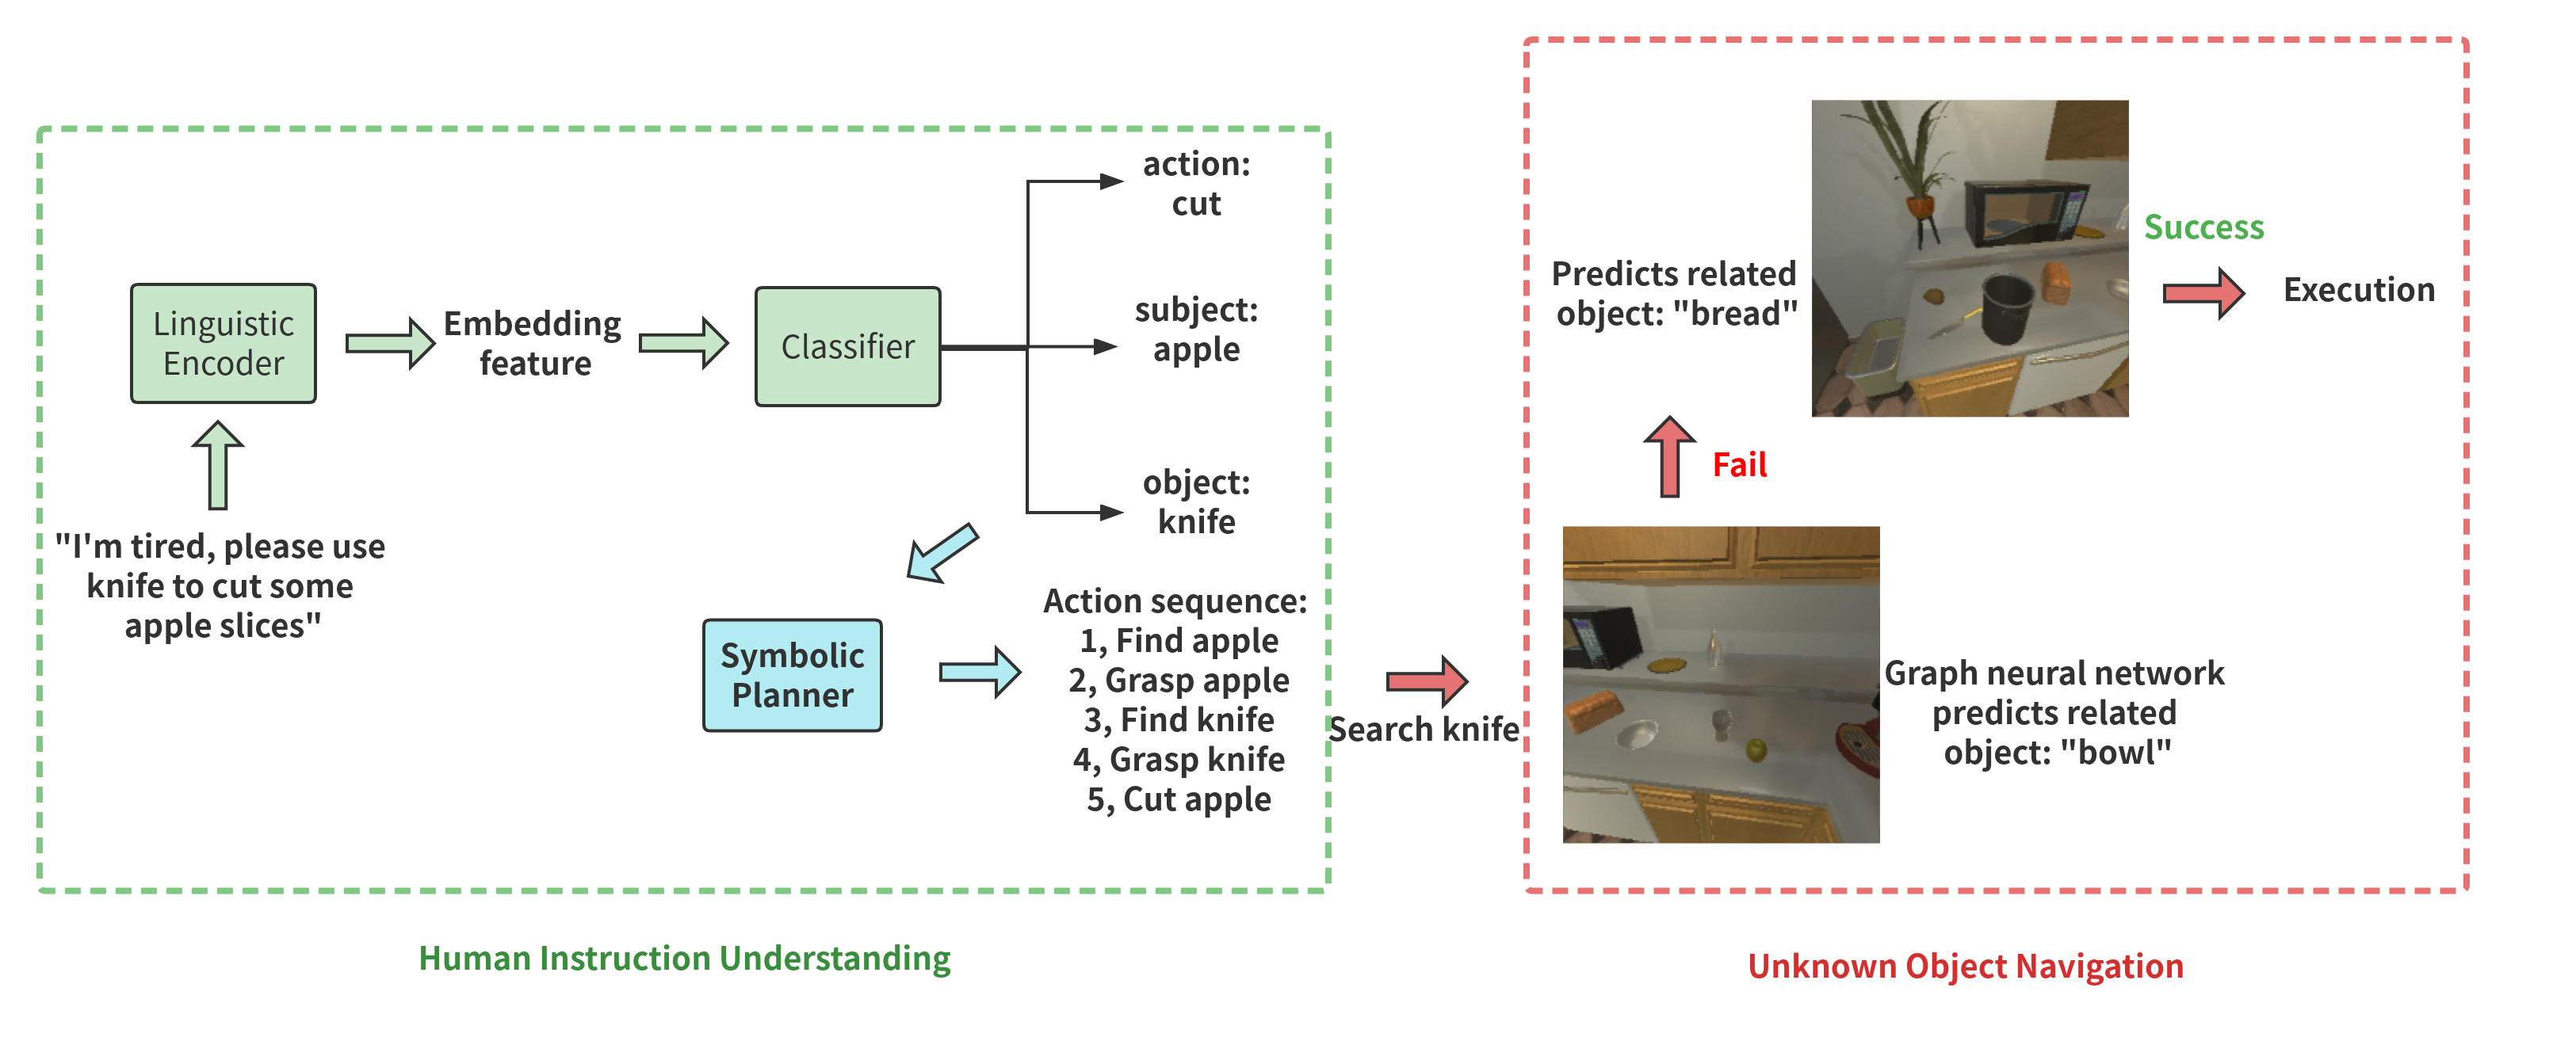 Linguistic
Encoder
"I'm tired, please use
knife to cut some
apple slices"
Embedding
feature
Classifier
action:
cut
subject:
apple
object:
knife
Symbolic
Planner
Action sequence:
1, Find apple
2, Grasp apple
3, Find knife
4, Grasp knife
5, Cut apple
Human Instruction Understanding
Search knife
Graph neural network
predicts related
object: "bowl"
Fail
Predicts related
object: "bread"
Success
Execution
Unknown Object Navigation